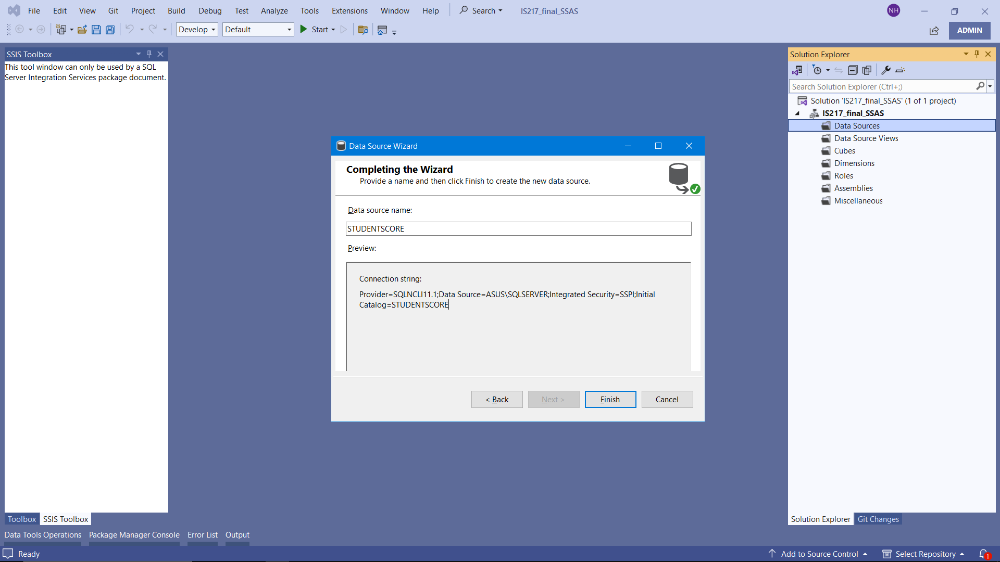 File Edit View Git Project Build Debug Test Analyze Tools Extensions Window Help Search IS217_final_SSAS NH
Develop Default Start ADMIN
SSIS Toolbox
This tool window can only be used by a SQL
Server Integration Services package document.
Data Source Wizard
Completing the Wizard
Provide a name and then click Finish to create the new data source.
Data source name:
STUDENTSCORE
Preview:
Connection string:
Provider=SQLNCLI11.1;Data Source=ASUS\SQLSERVER;Integrated Security=SSPI;Initial
Catalog=STUDENTSCORE
< Back Next > Finish Cancel
Solution Explorer
Search Solution Explorer (Ctrl+;)
Solution 'IS217_final_SSAS' (1 of 1 project)
IS217_final_SSAS
Data Sources
Data Source Views
Cubes
Dimensions
Roles
Assemblies
Miscellaneous
Toolbox SSIS Toolbox
Solution Explorer Git Changes
Data Tools Operations Package Manager Console Error List Output
Ready Add to Source Control Select Repository 1